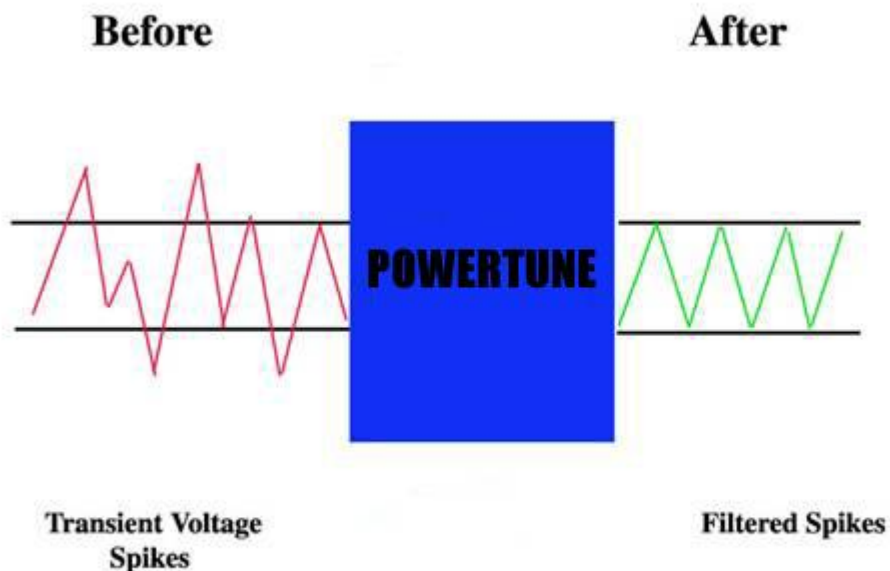 Before
After
POWERTUNE
Transient Voltage
Spikes
Filtered Spikes